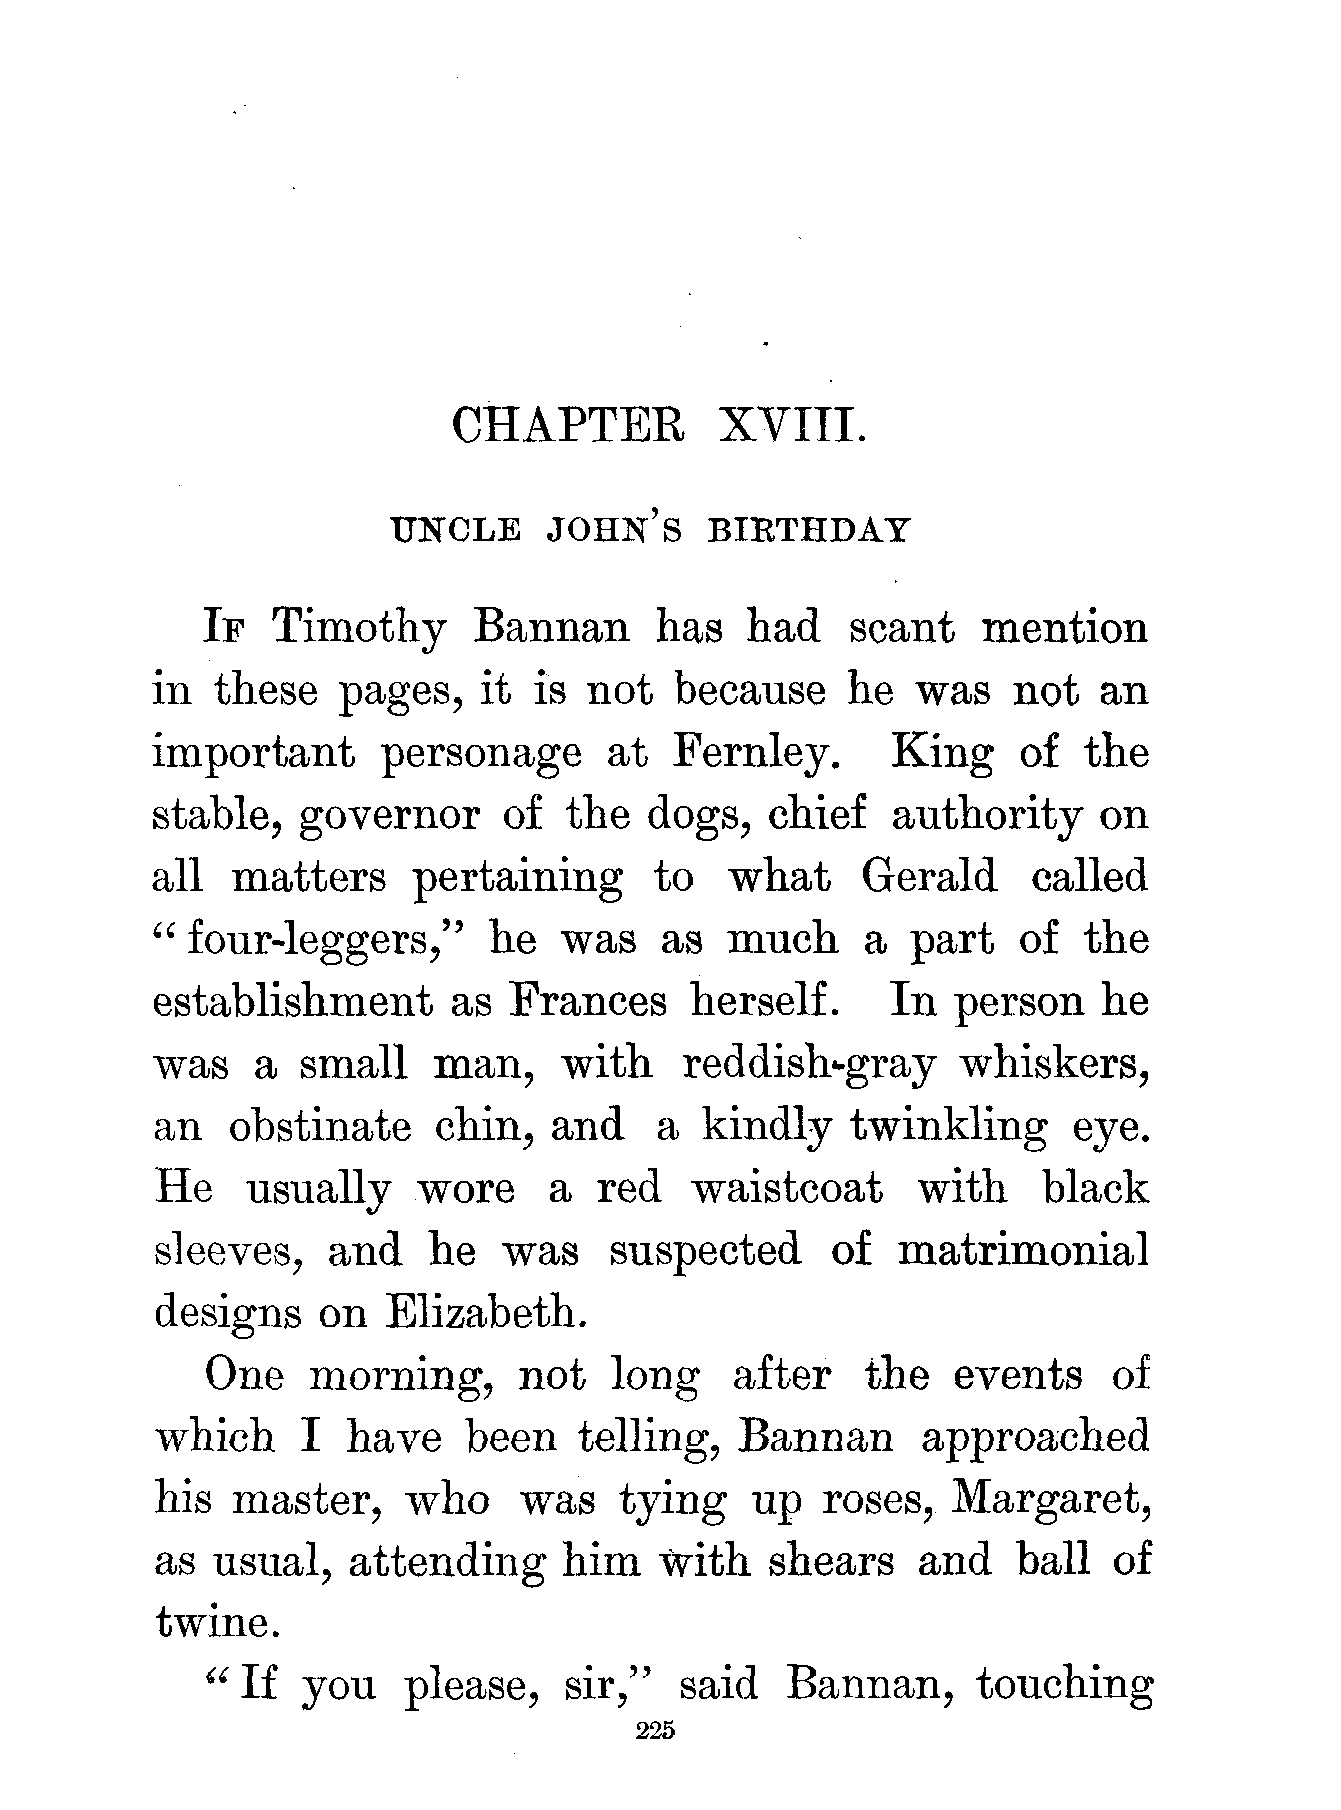 CHAPTER XVIII.
UNCLE JOHN'S BIRTHDAY
IF Timothy Bannan has had scant mention
in these pages, it is not because he was not an
important personage at Fernley. King of the
stable, governor of the dogs, chief authority on
all matters pertaining to what Gerald called
“ four-leggers,” he was as much a part of the
establishment as Frances herself. In person he
was a small man, with reddish-gray whiskers,
an obstinate chin, and a kindly twinkling eye.
He usually wore a red waistcoat with black
sleeves, and he was suspected of matrimonial
designs on Elizabeth.
One morning, not long after the events of
which I have been telling, Bannan approached
his master, who was tying up roses, Margaret,
as usual, attending him with shears and ball of
twine.
“ If you please, sir,” said Bannan, touching
225